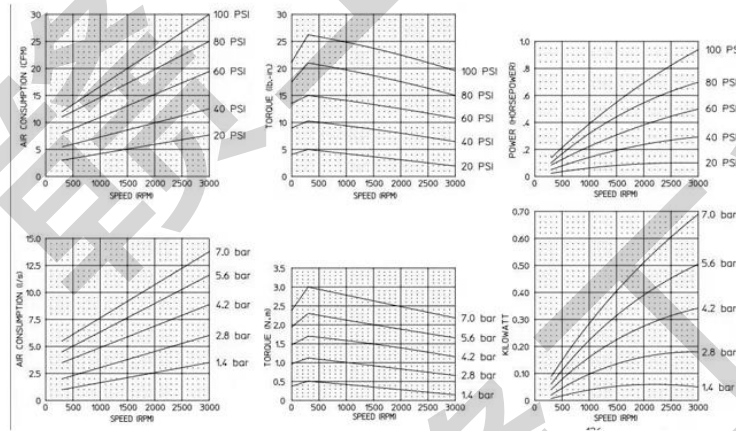 AIR CONSUMPTION (CFM)
30
25
20
15
10
5
0
0 500 1000 1500 2000 2500 3000
SPEED (RPM)
100 PSI
80 PSI
60 PSI
40 PSI
20 PSI
TORQUE (lb.-in.)
30
25
20
15
10
5
0
0 500 1000 1500 2000 2500 3000
SPEED (RPM)
100 PSI
80 PSI
60 PSI
40 PSI
20 PSI
POWER (HORSEPOWER)
1.0
.8
.6
.4
.2
0
0 500 1000 1500 2000 2500 3000
SPEED (RPM)
100 PSI
80 PSI
60 PSI
40 PSI
20 PSI
AIR CONSUMPTION (l/s)
15.0
12.5
10.0
7.5
5.0
2.5
0
0 500 1000 1500 2000 2500 3000
SPEED (RPM)
7.0 bar
5.6 bar
4.2 bar
2.8 bar
1.4 bar
TORQUE (N.m)
3.5
3.0
2.5
2.0
1.5
1.0
0.5
0
0 500 1000 1500 2000 2500 3000
SPEED (RPM)
7.0 bar
5.6 bar
4.2 bar
2.8 bar
1.4 bar
KILOWATT
0.70
0.60
0.50
0.40
0.30
0.20
0.10
0
0 500 1000 1500 2000 2500 3000
SPEED (RPM)
7.0 bar
5.6 bar
4.2 bar
2.8 bar
1.4 bar